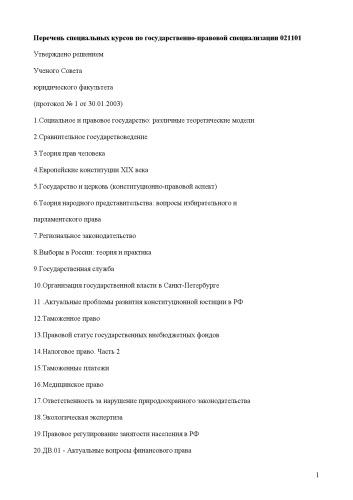 Перечень специальных курсов по государственно-правовой специализации 021101
Утверждено решением
Ученого Совета
юридического факультета
(протокол № 1 от 30.01.2003)
1.Социальное и правовое государство: различные теоретические модели
2.Сравнительное государствоведение
3.Теория прав человека
4.Европейские конституции XIX века
5.Государство и церковь (конституционно-правовой аспект)
6.Теория народного представительства: вопросы избирательного и
парламентского права
7.Региональное законодательство
8.Выборы в России: теория и практика
9.Государственная служба
10.Организация государственной власти в Санкт-Петербурге
11 .Актуальные проблемы развития конституционной юстиции в РФ
12.Таможенное право
13.Правовой статус государственных внебюджетных фондов
14.Налоговое право. Часть 2
15.Таможенные платежи
16.Медицинское право
17.Ответственность за нарушение природоохранного законодательства
18.Экологическая экспертиза
19.Правовое регулирование занятости населения в РФ
20.ДВ.01 - Актуальные вопросы финансового права
1